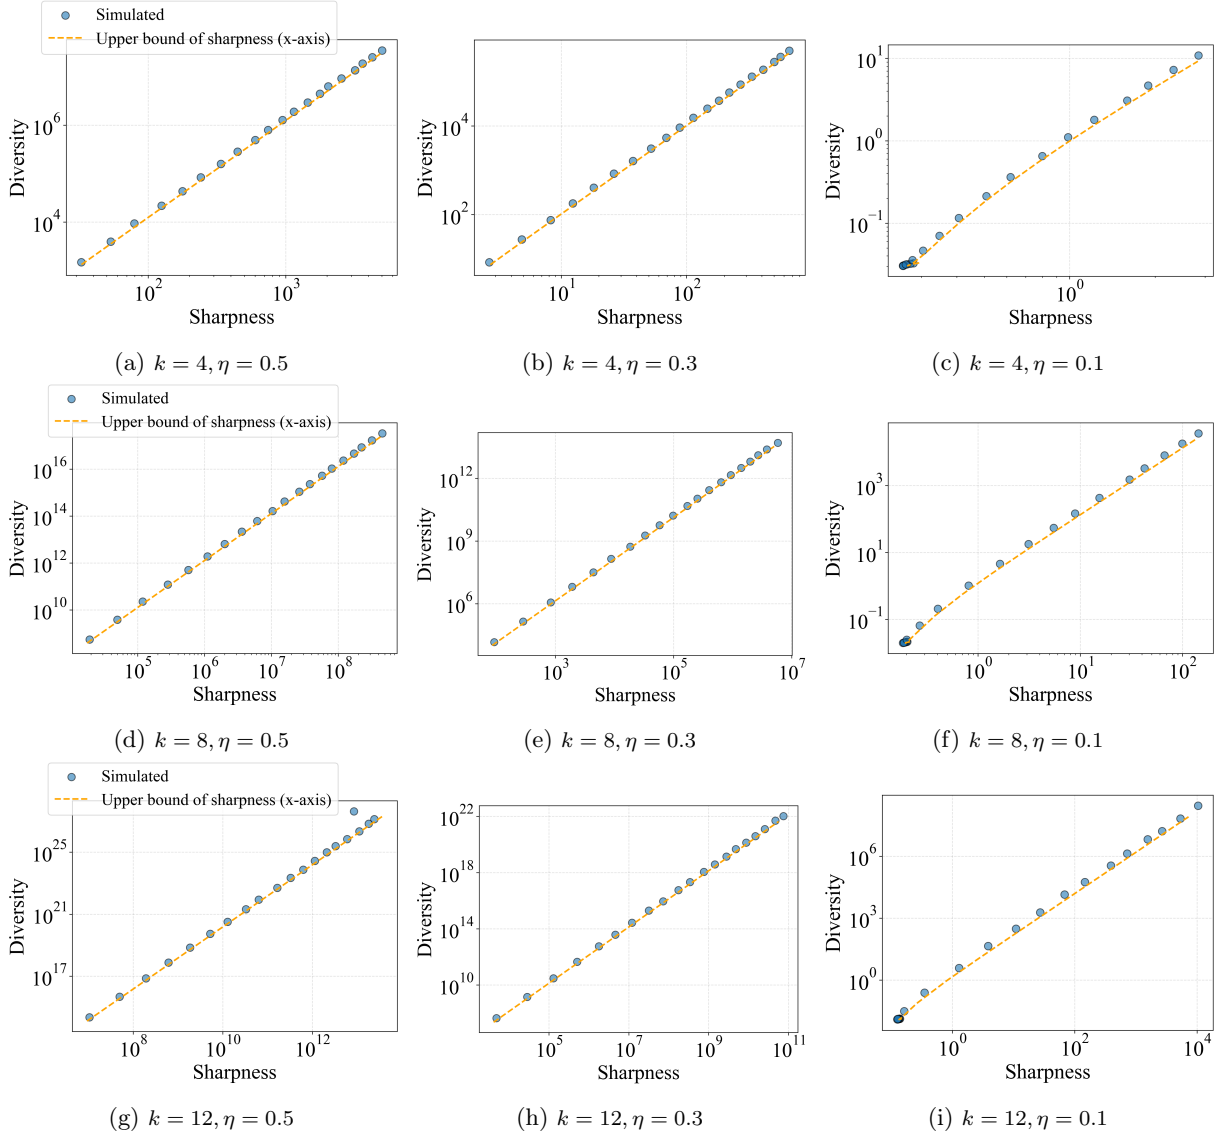 Simulated
Upper bound of sharpness (x-axis)
Diversity
10^6
10^4
10^2
10^3
Sharpness
(a) k = 4, η = 0.5
Diversity
10^4
10^2
10^1
10^2
Sharpness
(b) k = 4, η = 0.3
Diversity
10^1
10^0
10^−1
10^0
Sharpness
(c) k = 4, η = 0.1
Simulated
Upper bound of sharpness (x-axis)
Diversity
10^16
10^14
10^12
10^10
10^5
10^6
10^7
10^8
Sharpness
(d) k = 8, η = 0.5
Diversity
10^12
10^9
10^6
10^3
10^5
10^7
Sharpness
(e) k = 8, η = 0.3
Diversity
10^3
10^1
10^−1
10^0
10^1
10^2
Sharpness
(f) k = 8, η = 0.1
Simulated
Upper bound of sharpness (x-axis)
Diversity
10^25
10^21
10^17
10^8
10^10
10^12
Sharpness
(g) k = 12, η = 0.5
Diversity
10^22
10^18
10^14
10^10
10^5
10^7
10^9
10^11
Sharpness
(h) k = 12, η = 0.3
Diversity
10^6
10^3
10^0
10^0
10^2
10^4
Sharpness
(i) k = 12, η = 0.1